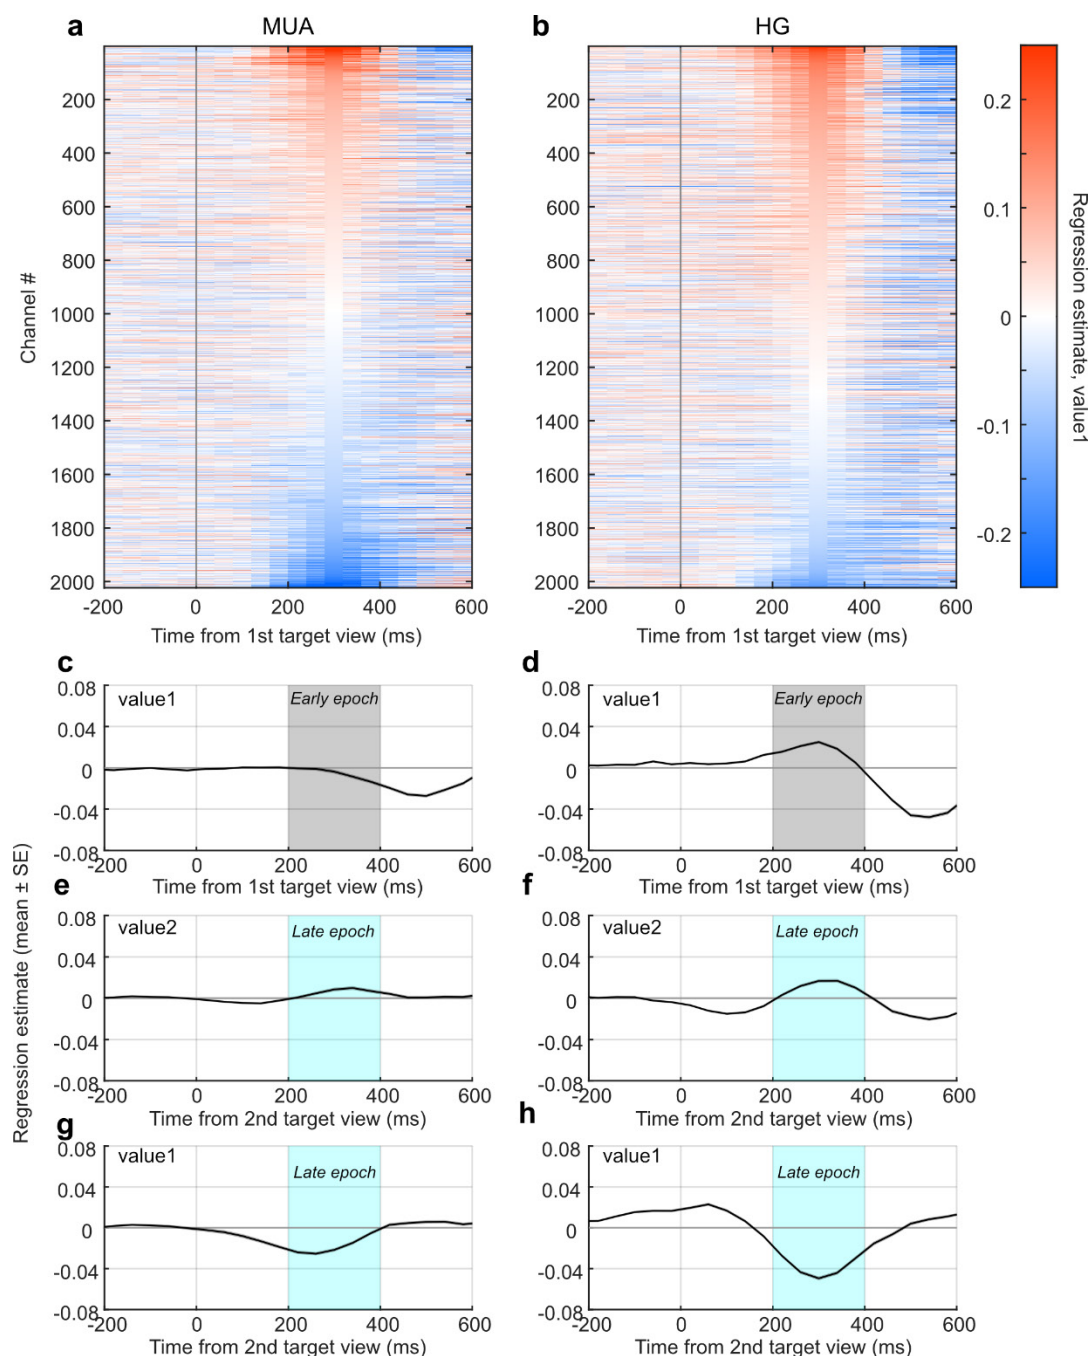 a MUA
b HG
Channel #
200
400
600
800
1000
1200
1400
1600
1800
2000
-200 0 200 400 600
Time from 1st target view (ms)
200
400
600
800
1000
1200
1400
1600
1800
2000
-200 0 200 400 600
Time from 1st target view (ms)
0.2
0.1
0
-0.1
-0.2
Regression estimate, value1
Regression estimate (mean ± SE)
c
value1
Early epoch
0.08
0.04
0
-0.04
-0.08
-200 0 200 400 600
Time from 1st target view (ms)
d
value1
Early epoch
0.08
0.04
0
-0.04
-0.08
-200 0 200 400 600
Time from 1st target view (ms)
e
value2
Late epoch
0.08
0.04
0
-0.04
-0.08
-200 0 200 400 600
Time from 2nd target view (ms)
f
value2
Late epoch
0.08
0.04
0
-0.04
-0.08
-200 0 200 400 600
Time from 2nd target view (ms)
g
value1
Late epoch
0.08
0.04
0
-0.04
-0.08
-200 0 200 400 600
Time from 2nd target view (ms)
h
value1
Late epoch
0.08
0.04
0
-0.04
-0.08
-200 0 200 400 600
Time from 2nd target view (ms)